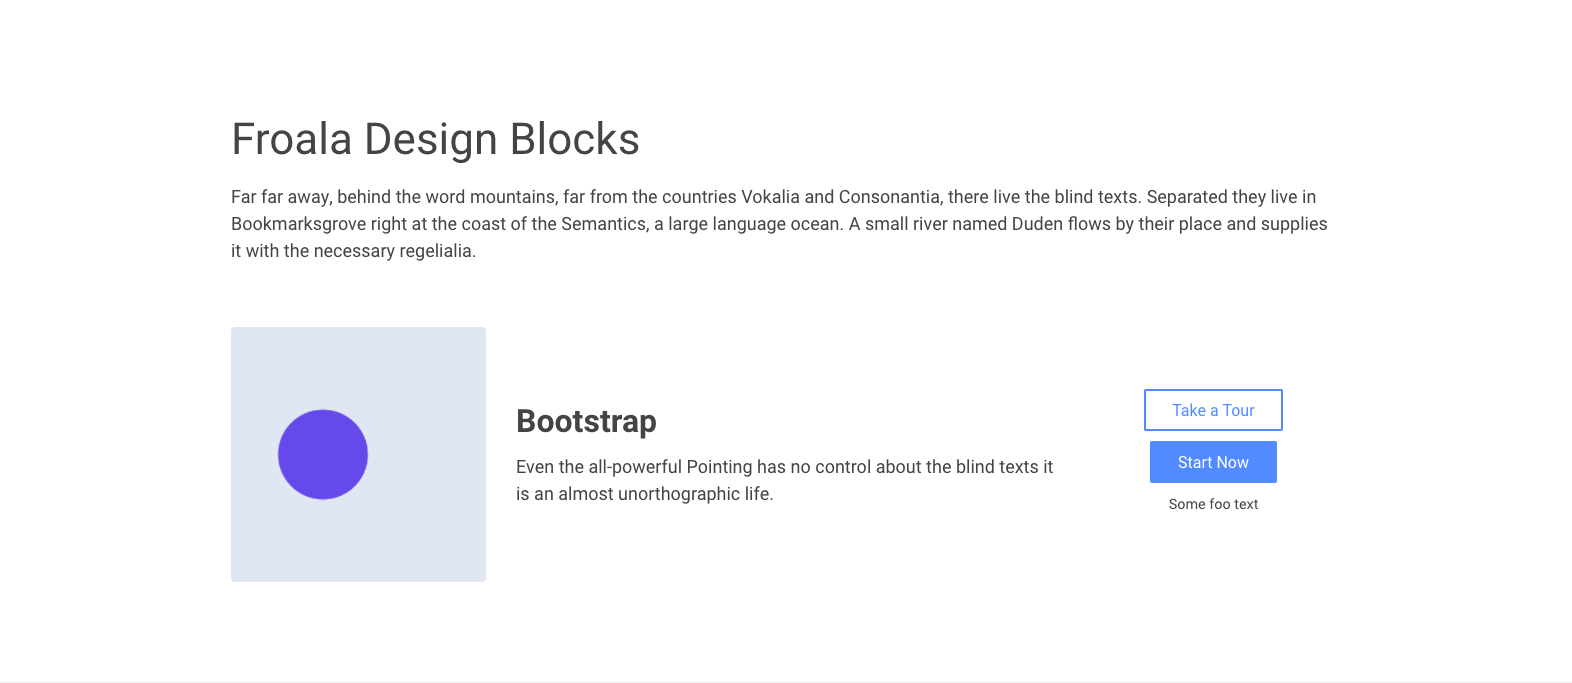 Froala Design Blocks
Far far away, behind the word mountains, far from the countries Vokalia and Consonantia, there live the blind texts. Separated they live in
Bookmarksgrove right at the coast of the Semantics, a large language ocean. A small river named Duden flows by their place and supplies
it with the necessary regelialia.
Bootstrap
Even the all-powerful Pointing has no control about the blind texts it
is an almost unorthographic life.
Take a Tour
Start Now
Some foo text